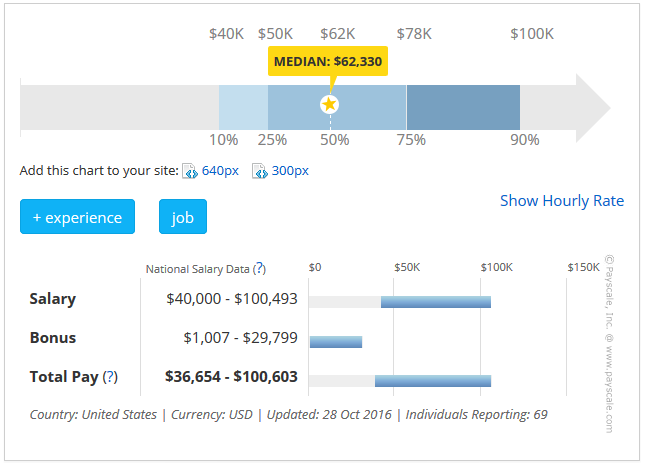 $40K $50K $62K $78K $100K
MEDIAN: $62,330
10% 25% 50% 75% 90%
Add this chart to your site: 640px 300px
Show Hourly Rate
+ experience job
National Salary Data (?) $0 $50K $100K $150K
Salary $40,000 - $100,493
Bonus $1,007 - $29,799
Total Pay (?) $36,654 - $100,603
Country: United States | Currency: USD | Updated: 28 Oct 2016 | Individuals Reporting: 69
© Payscale, Inc. @ www.payscale.com